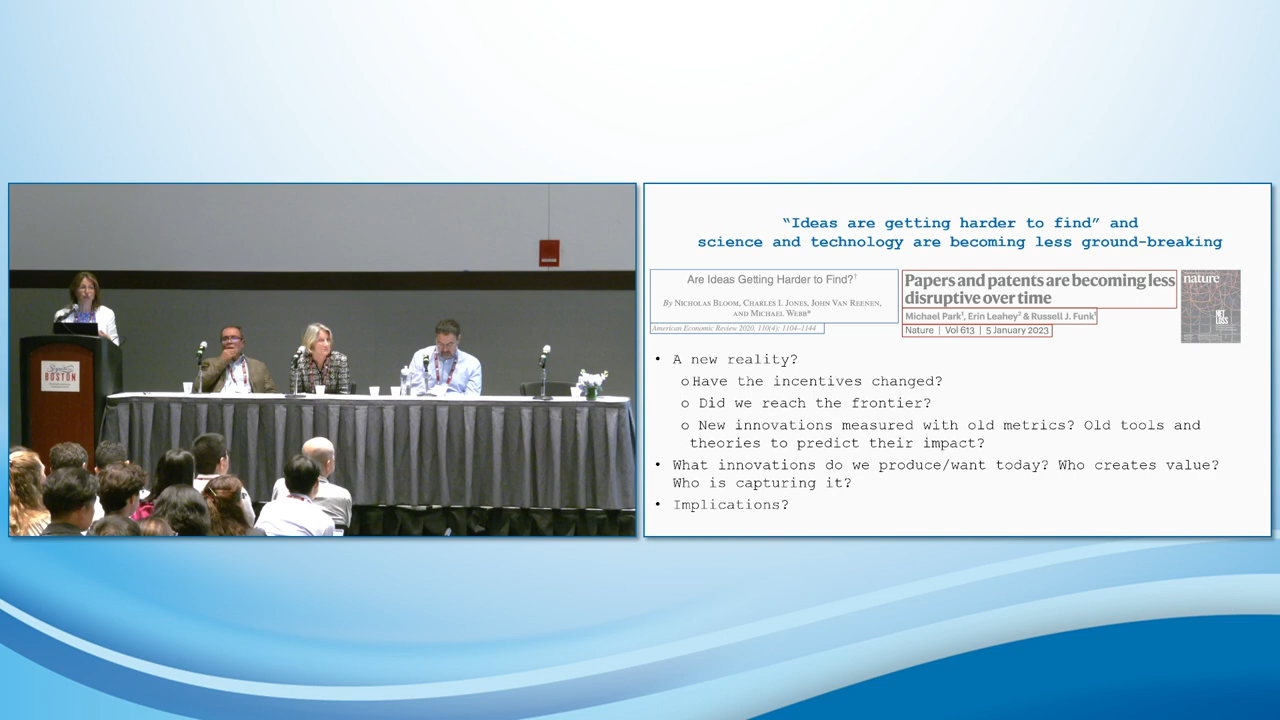 BOSTON
“Ideas are getting harder to find” and
science and technology are becoming less ground-breaking
Are Ideas Getting Harder to Find?†
By NICHOLAS BLOOM, CHARLES I. JONES, JOHN VAN REENEN,
AND MICHAEL WEBB*
American Economic Review 2020, 110(4): 1104–1144
Papers and patents are becoming less
disruptive over time
Michael Park¹, Erin Leahey² & Russell J. Funk¹
Nature | Vol 613 | 5 January 2023
nature
• A new reality?
o Have the incentives changed?
o Did we reach the frontier?
o New innovations measured with old metrics? Old tools and
theories to predict their impact?
• What innovations do we produce/want today? Who creates value?
Who is capturing it?
• Implications?